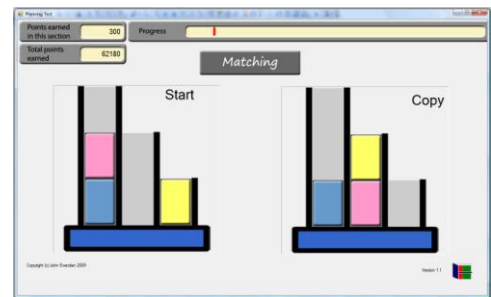 Planning Test
Points earned
in this section
300
Progress
Total points
earned
62180
Matching
Start
Copy
Copyright (c) John Evenden 2009
Version 1.1